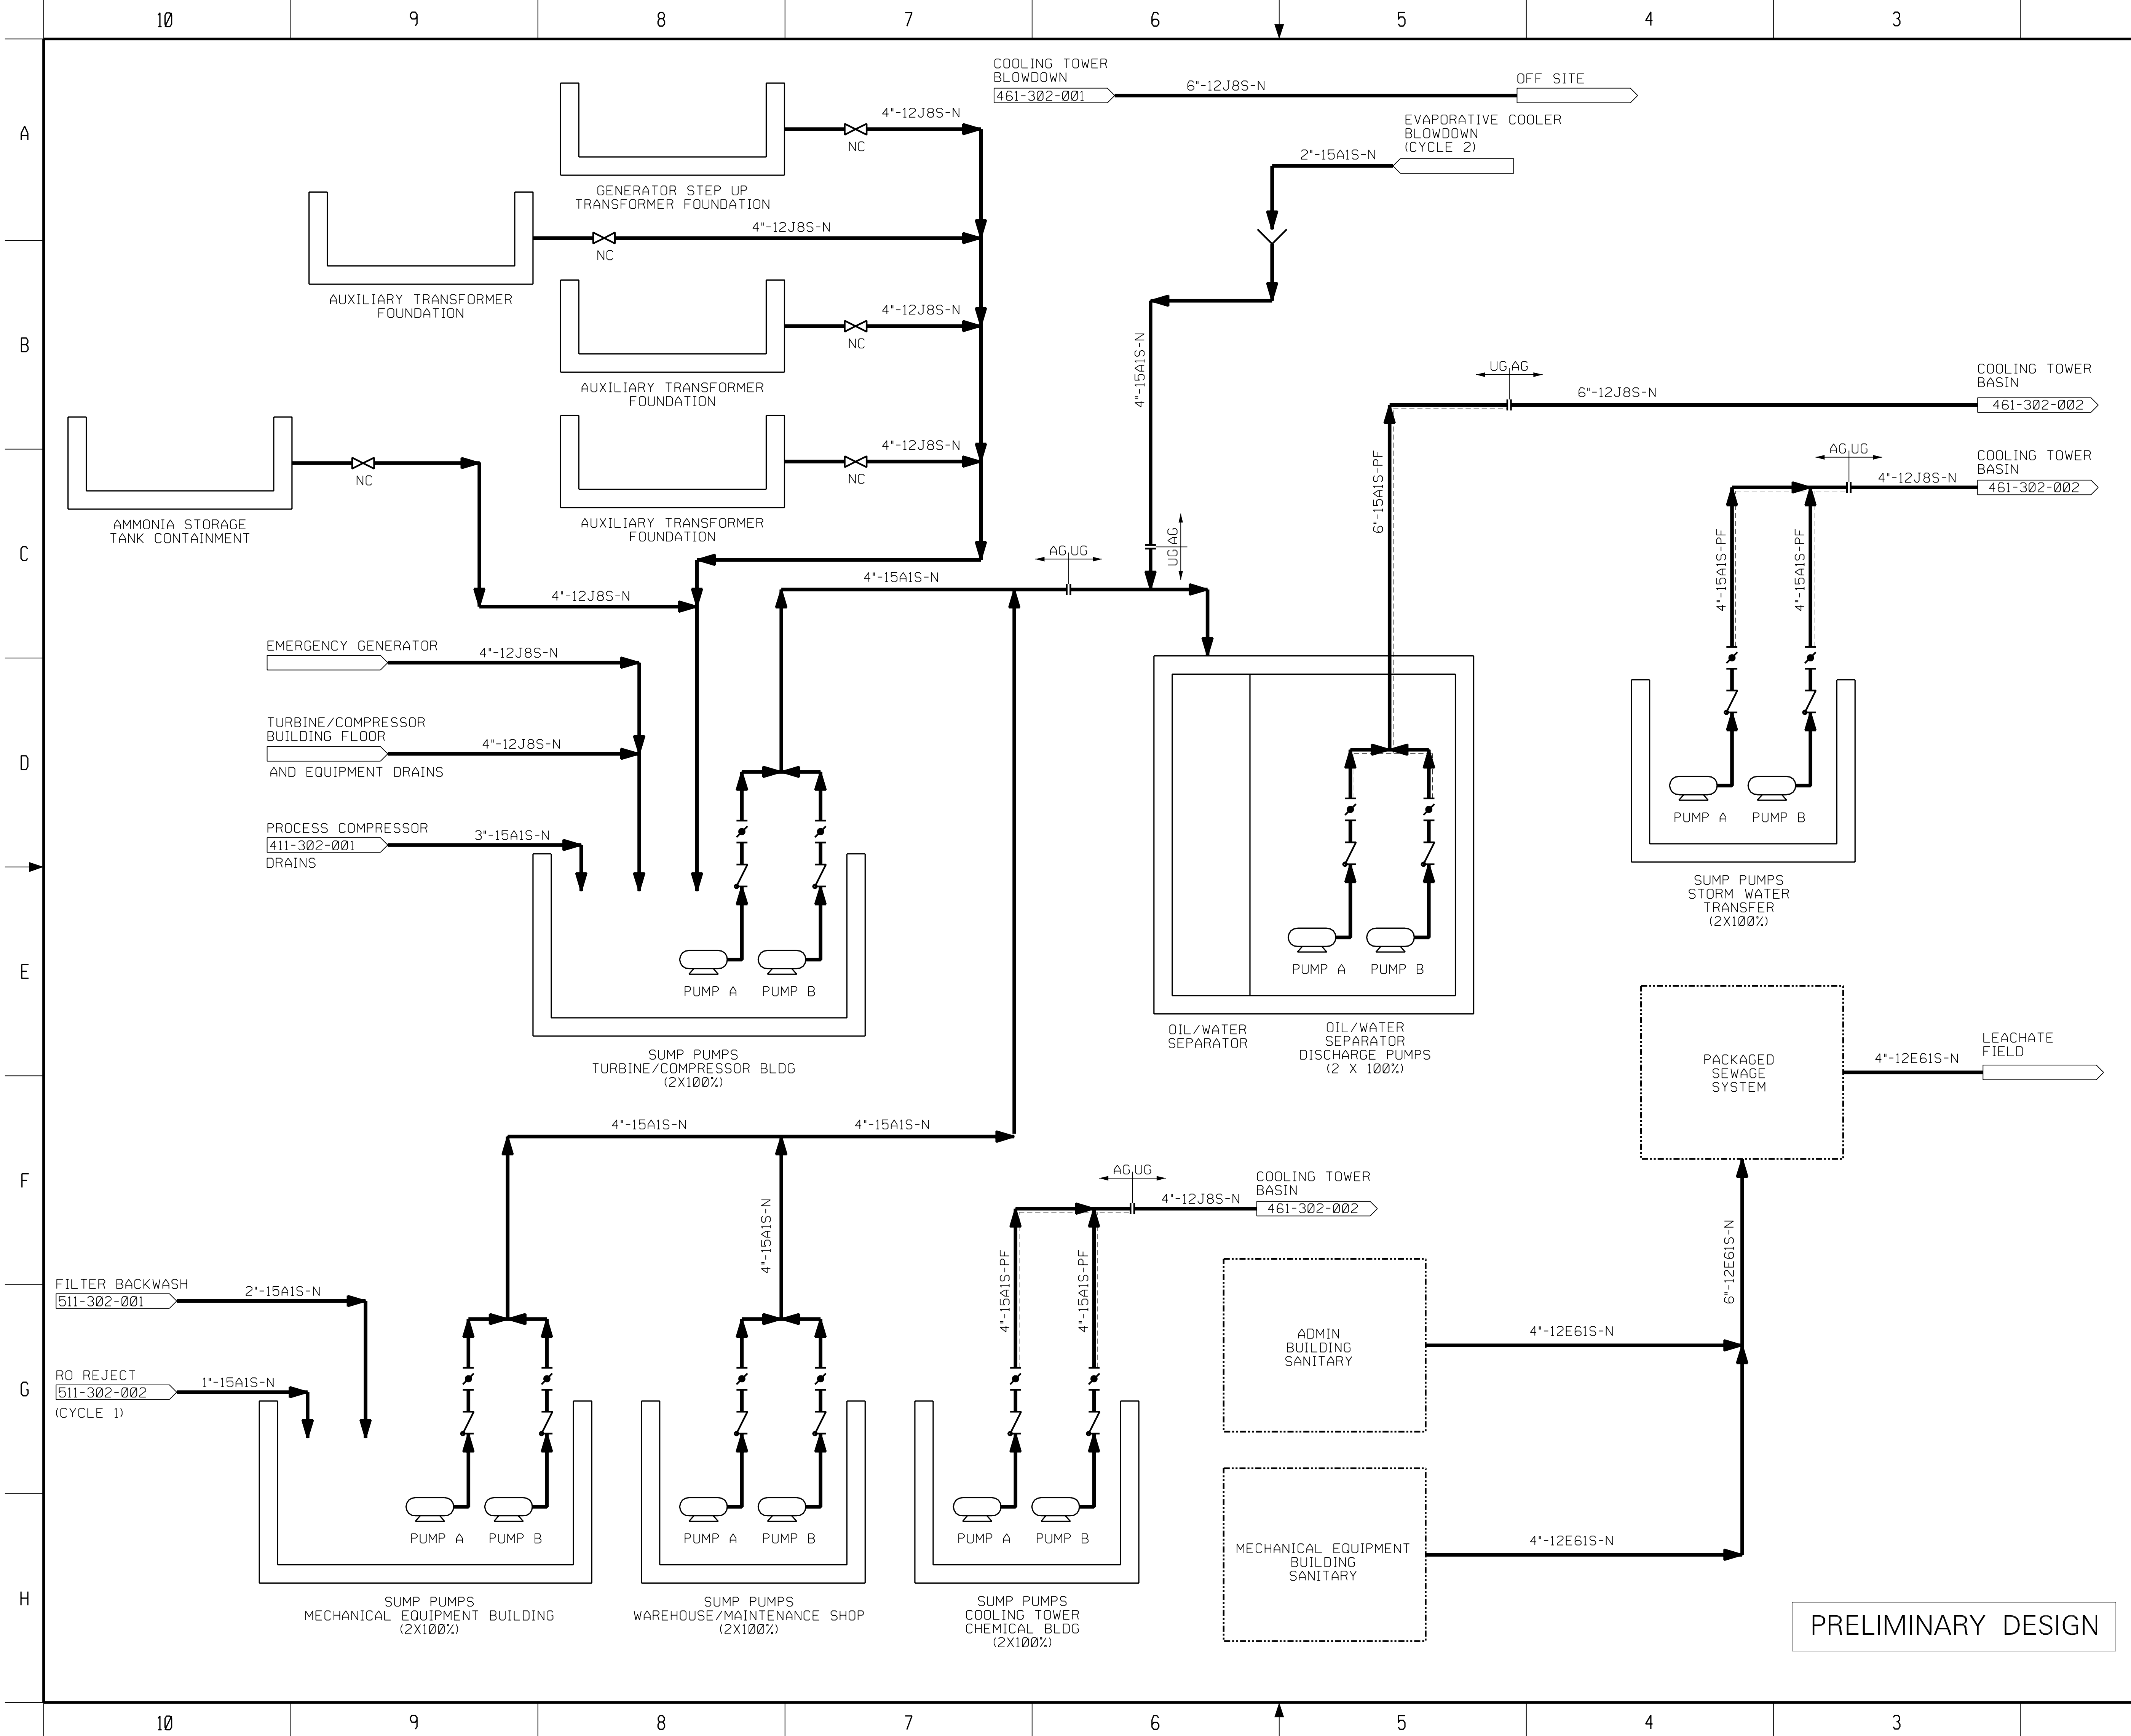 10 9 8 7 6 5 4 3
A
B
C
D
E
F
G
H
COOLING TOWER
BLOWDOWN
461-302-001
6"-12J8S-N
OFF SITE
EVAPORATIVE COOLER
BLOWDOWN
(CYCLE 2)
2"-15A1S-N
4"-12J8S-N
NC
GENERATOR STEP UP
TRANSFORMER FOUNDATION
4"-12J8S-N
NC
AUXILIARY TRANSFORMER
FOUNDATION
4"-12J8S-N
NC
AUXILIARY TRANSFORMER
FOUNDATION
4"-12J8S-N
NC
AUXILIARY TRANSFORMER
FOUNDATION
NC
AMMONIA STORAGE
TANK CONTAINMENT
4"-12J8S-N
4"-15A1S-N
UG AG
4"-15A1S-N
AG UG
UG AG
6"-12J8S-N
COOLING TOWER
BASIN
461-302-002
6"-15A1S-PF
AG UG
4"-12J8S-N
COOLING TOWER
BASIN
461-302-002
4"-15A1S-PF
4"-15A1S-PF
PUMP A PUMP B
SUMP PUMPS
STORM WATER
TRANSFER
(2X100%)
EMERGENCY GENERATOR
4"-12J8S-N
TURBINE/COMPRESSOR
BUILDING FLOOR
4"-12J8S-N
AND EQUIPMENT DRAINS
PROCESS COMPRESSOR
411-302-001
DRAINS
3"-15A1S-N
PUMP A PUMP B
SUMP PUMPS
TURBINE/COMPRESSOR BLDG
(2X100%)
PUMP A PUMP B
OIL/WATER
SEPARATOR
OIL/WATER
SEPARATOR
DISCHARGE PUMPS
(2 X 100%)
PACKAGED
SEWAGE
SYSTEM
4"-12E61S-N
LEACHATE
FIELD
4"-15A1S-N
4"-15A1S-N
4"-15A1S-N
FILTER BACKWASH
511-302-001
2"-15A1S-N
RO REJECT
511-302-002
(CYCLE 1)
1"-15A1S-N
PUMP A PUMP B
SUMP PUMPS
MECHANICAL EQUIPMENT BUILDING
(2X100%)
PUMP A PUMP B
SUMP PUMPS
WAREHOUSE/MAINTENANCE SHOP
(2X100%)
AG UG
4"-12J8S-N
COOLING TOWER
BASIN
461-302-002
4"-15A1S-PF
4"-15A1S-PF
PUMP A PUMP B
SUMP PUMPS
COOLING TOWER
CHEMICAL BLDG
(2X100%)
ADMIN
BUILDING
SANITARY
4"-12E61S-N
6"-12E61S-N
MECHANICAL EQUIPMENT
BUILDING
SANITARY
4"-12E61S-N
PRELIMINARY DESIGN
10 9 8 7 6 5 4 3